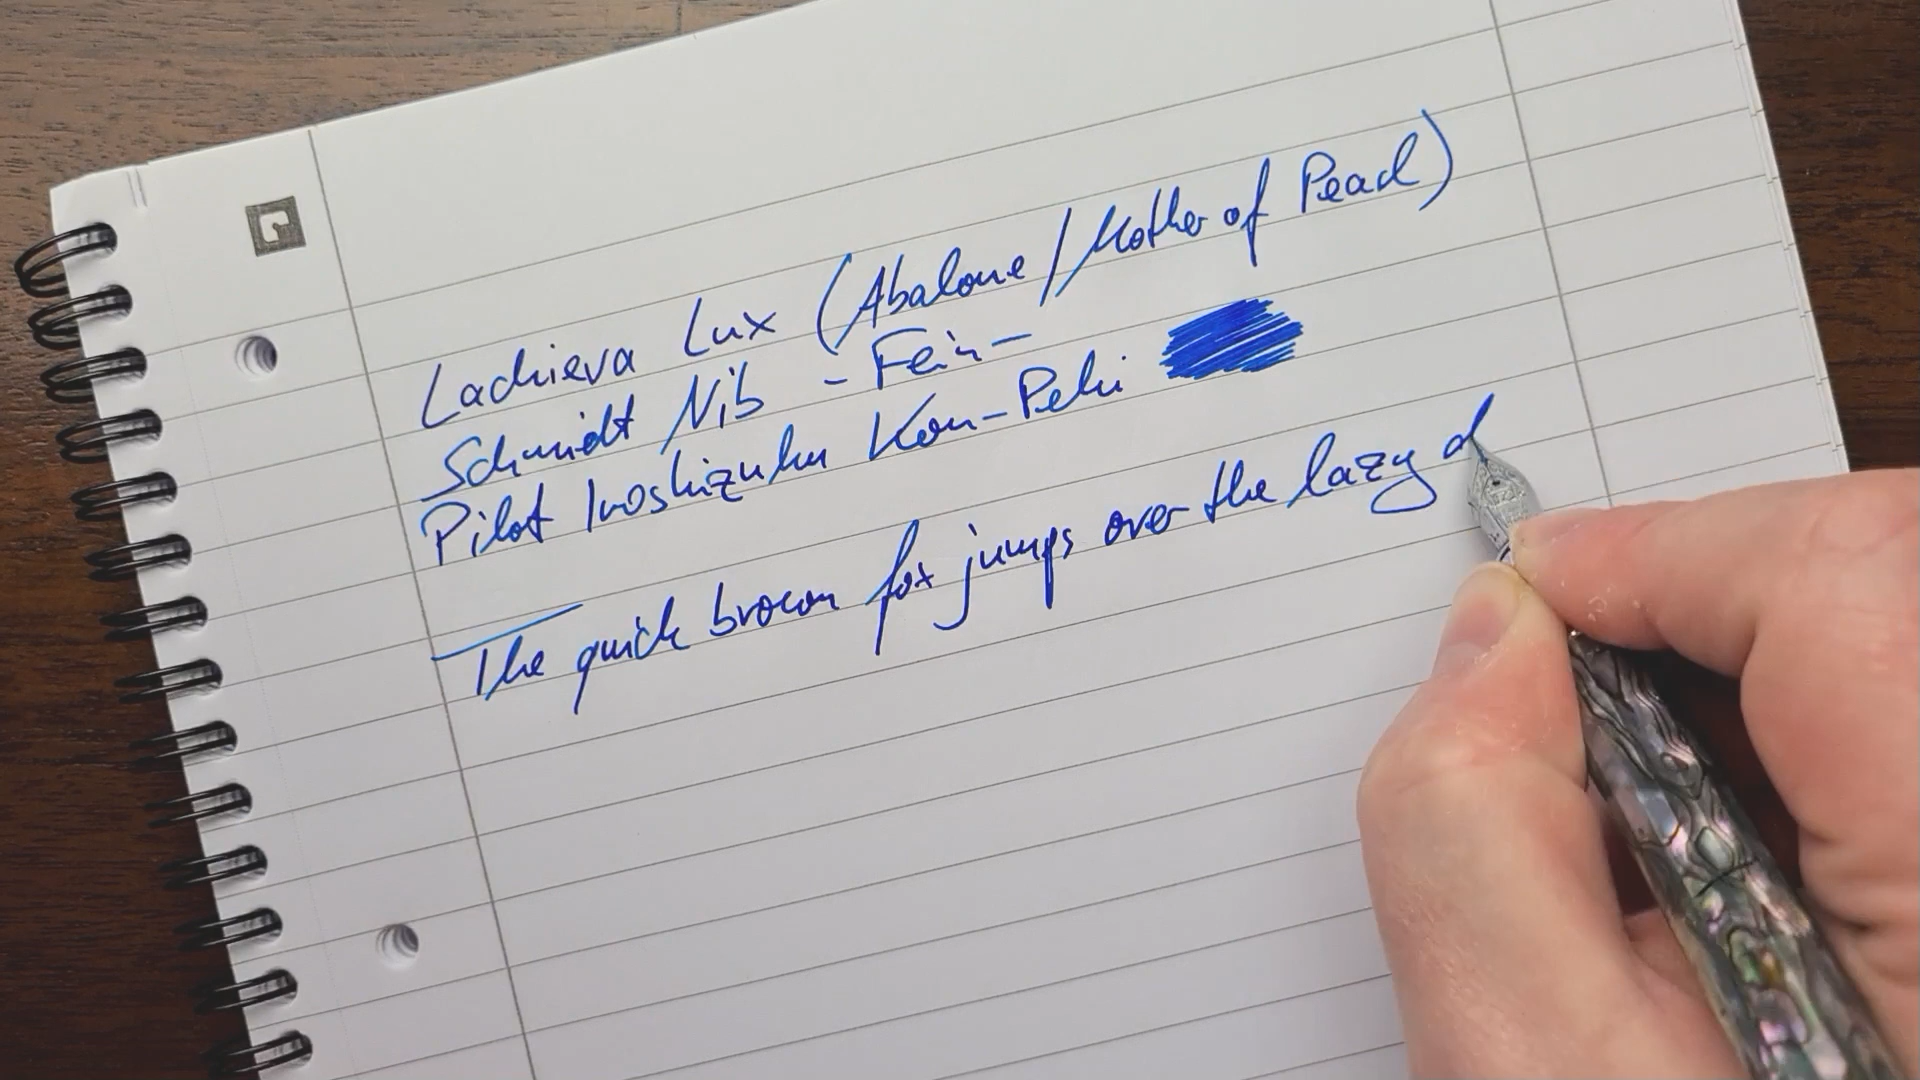 Lachieva Lux (Abalone / Mother of Pearl)
Schmidt Nib - Fein -
Pilot Iroshizuku Kon-Peki
The quick brown fox jumps over the lazy d